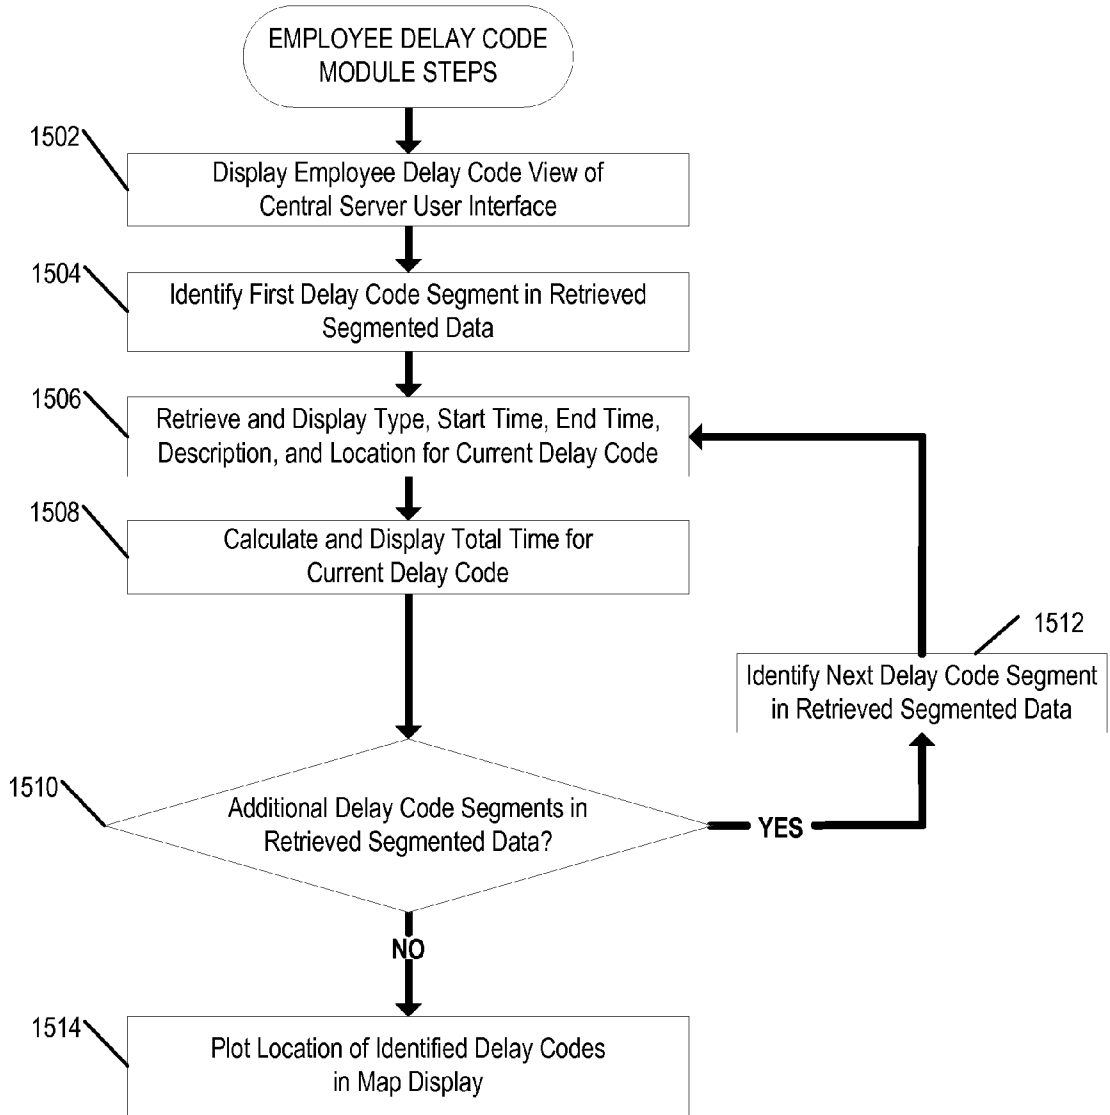 EMPLOYEE DELAY CODE
MODULE STEPS
1502
Display Employee Delay Code View of
Central Server User Interface
1504
Identify First Delay Code Segment in Retrieved
Segmented Data
1506
Retrieve and Display Type, Start Time, End Time,
Description, and Location for Current Delay Code
1508
Calculate and Display Total Time for
Current Delay Code
1512
Identify Next Delay Code Segment
in Retrieved Segmented Data
1510
Additional Delay Code Segments in
Retrieved Segmented Data?
YES
NO
1514
Plot Location of Identified Delay Codes
in Map Display